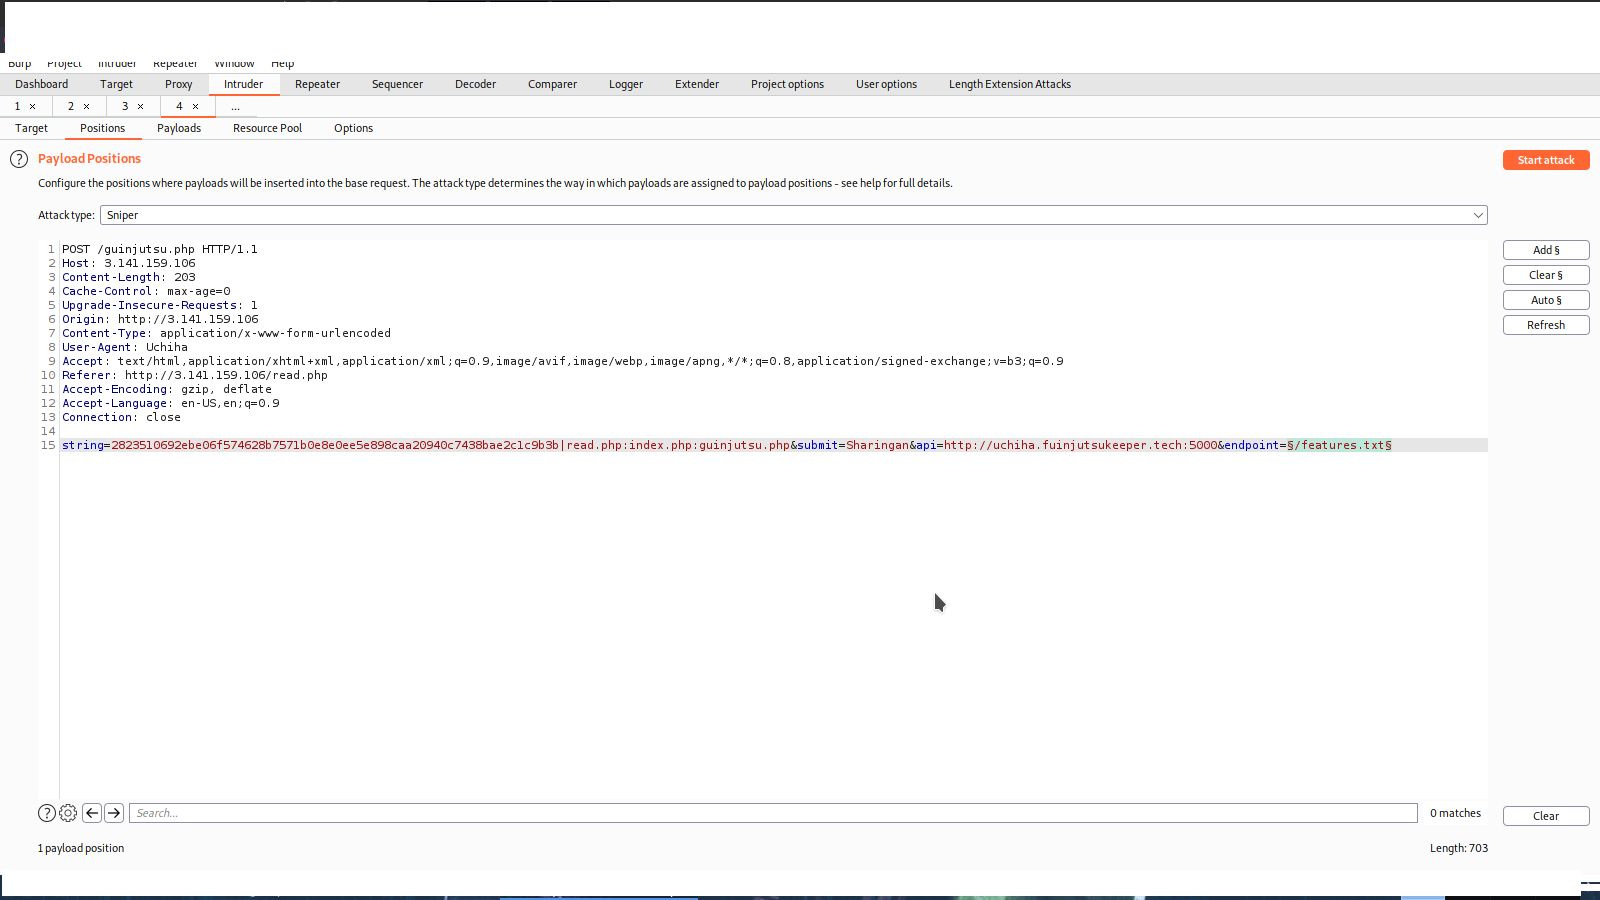 Burp Project Intruder Repeater Window Help
Dashboard Target Proxy Intruder Repeater Sequencer Decoder Comparer Logger Extender Project options User options Length Extension Attacks
1 × 2 × 3 × 4 × ...
Target Positions Payloads Resource Pool Options
? Payload Positions
Start attack
Configure the positions where payloads will be inserted into the base request. The attack type determines the way in which payloads are assigned to payload positions - see help for full details.
Attack type: Sniper
Add §
Clear §
Auto §
Refresh
1 POST /guinjutsu.php HTTP/1.1
2 Host: 3.141.159.106
3 Content-Length: 203
4 Cache-Control: max-age=0
5 Upgrade-Insecure-Requests: 1
6 Origin: http://3.141.159.106
7 Content-Type: application/x-www-form-urlencoded
8 User-Agent: Uchiha
9 Accept: text/html,application/xhtml+xml,application/xml;q=0.9,image/avif,image/webp,image/apng,*/*;q=0.8,application/signed-exchange;v=b3;q=0.9
10 Referer: http://3.141.159.106/read.php
11 Accept-Encoding: gzip, deflate
12 Accept-Language: en-US,en;q=0.9
13 Connection: close
14
15 string=2823510692ebe06f574628b7571b0e8e0ee5e898caa20940c7438bae2c1c9b3b|read.php:index.php:guinjutsu.php&submit=Sharingan&api=http://uchiha.fuinjutsukeeper.tech:5000&endpoint=§/features.txt§
? Search... 0 matches Clear
1 payload position Length: 703